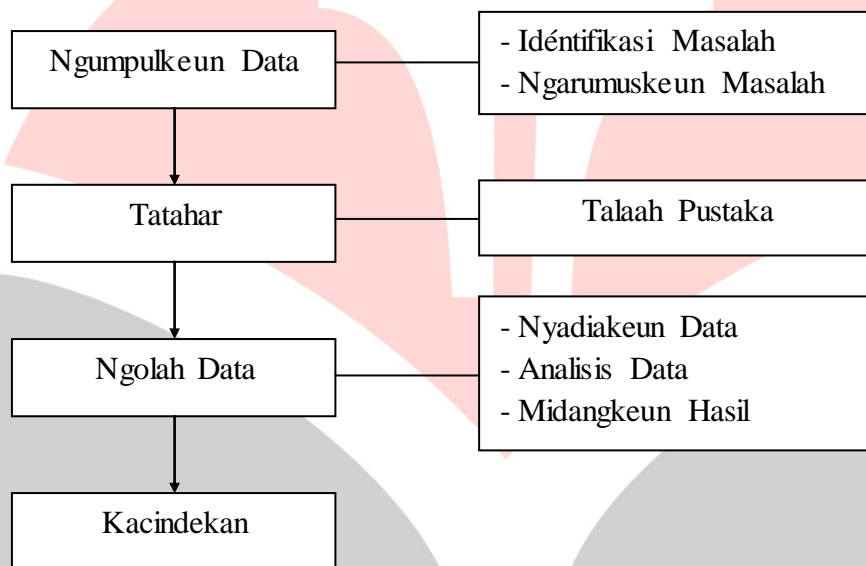 Ngumpulkeun Data
- Idéntifikasi Masalah
- Ngarumuskeun Masalah
Tatahar
Talaah Pustaka
Ngolah Data
- Nyadiakeun Data
- Analisis Data
- Midangkeun Hasil
Kacindekan